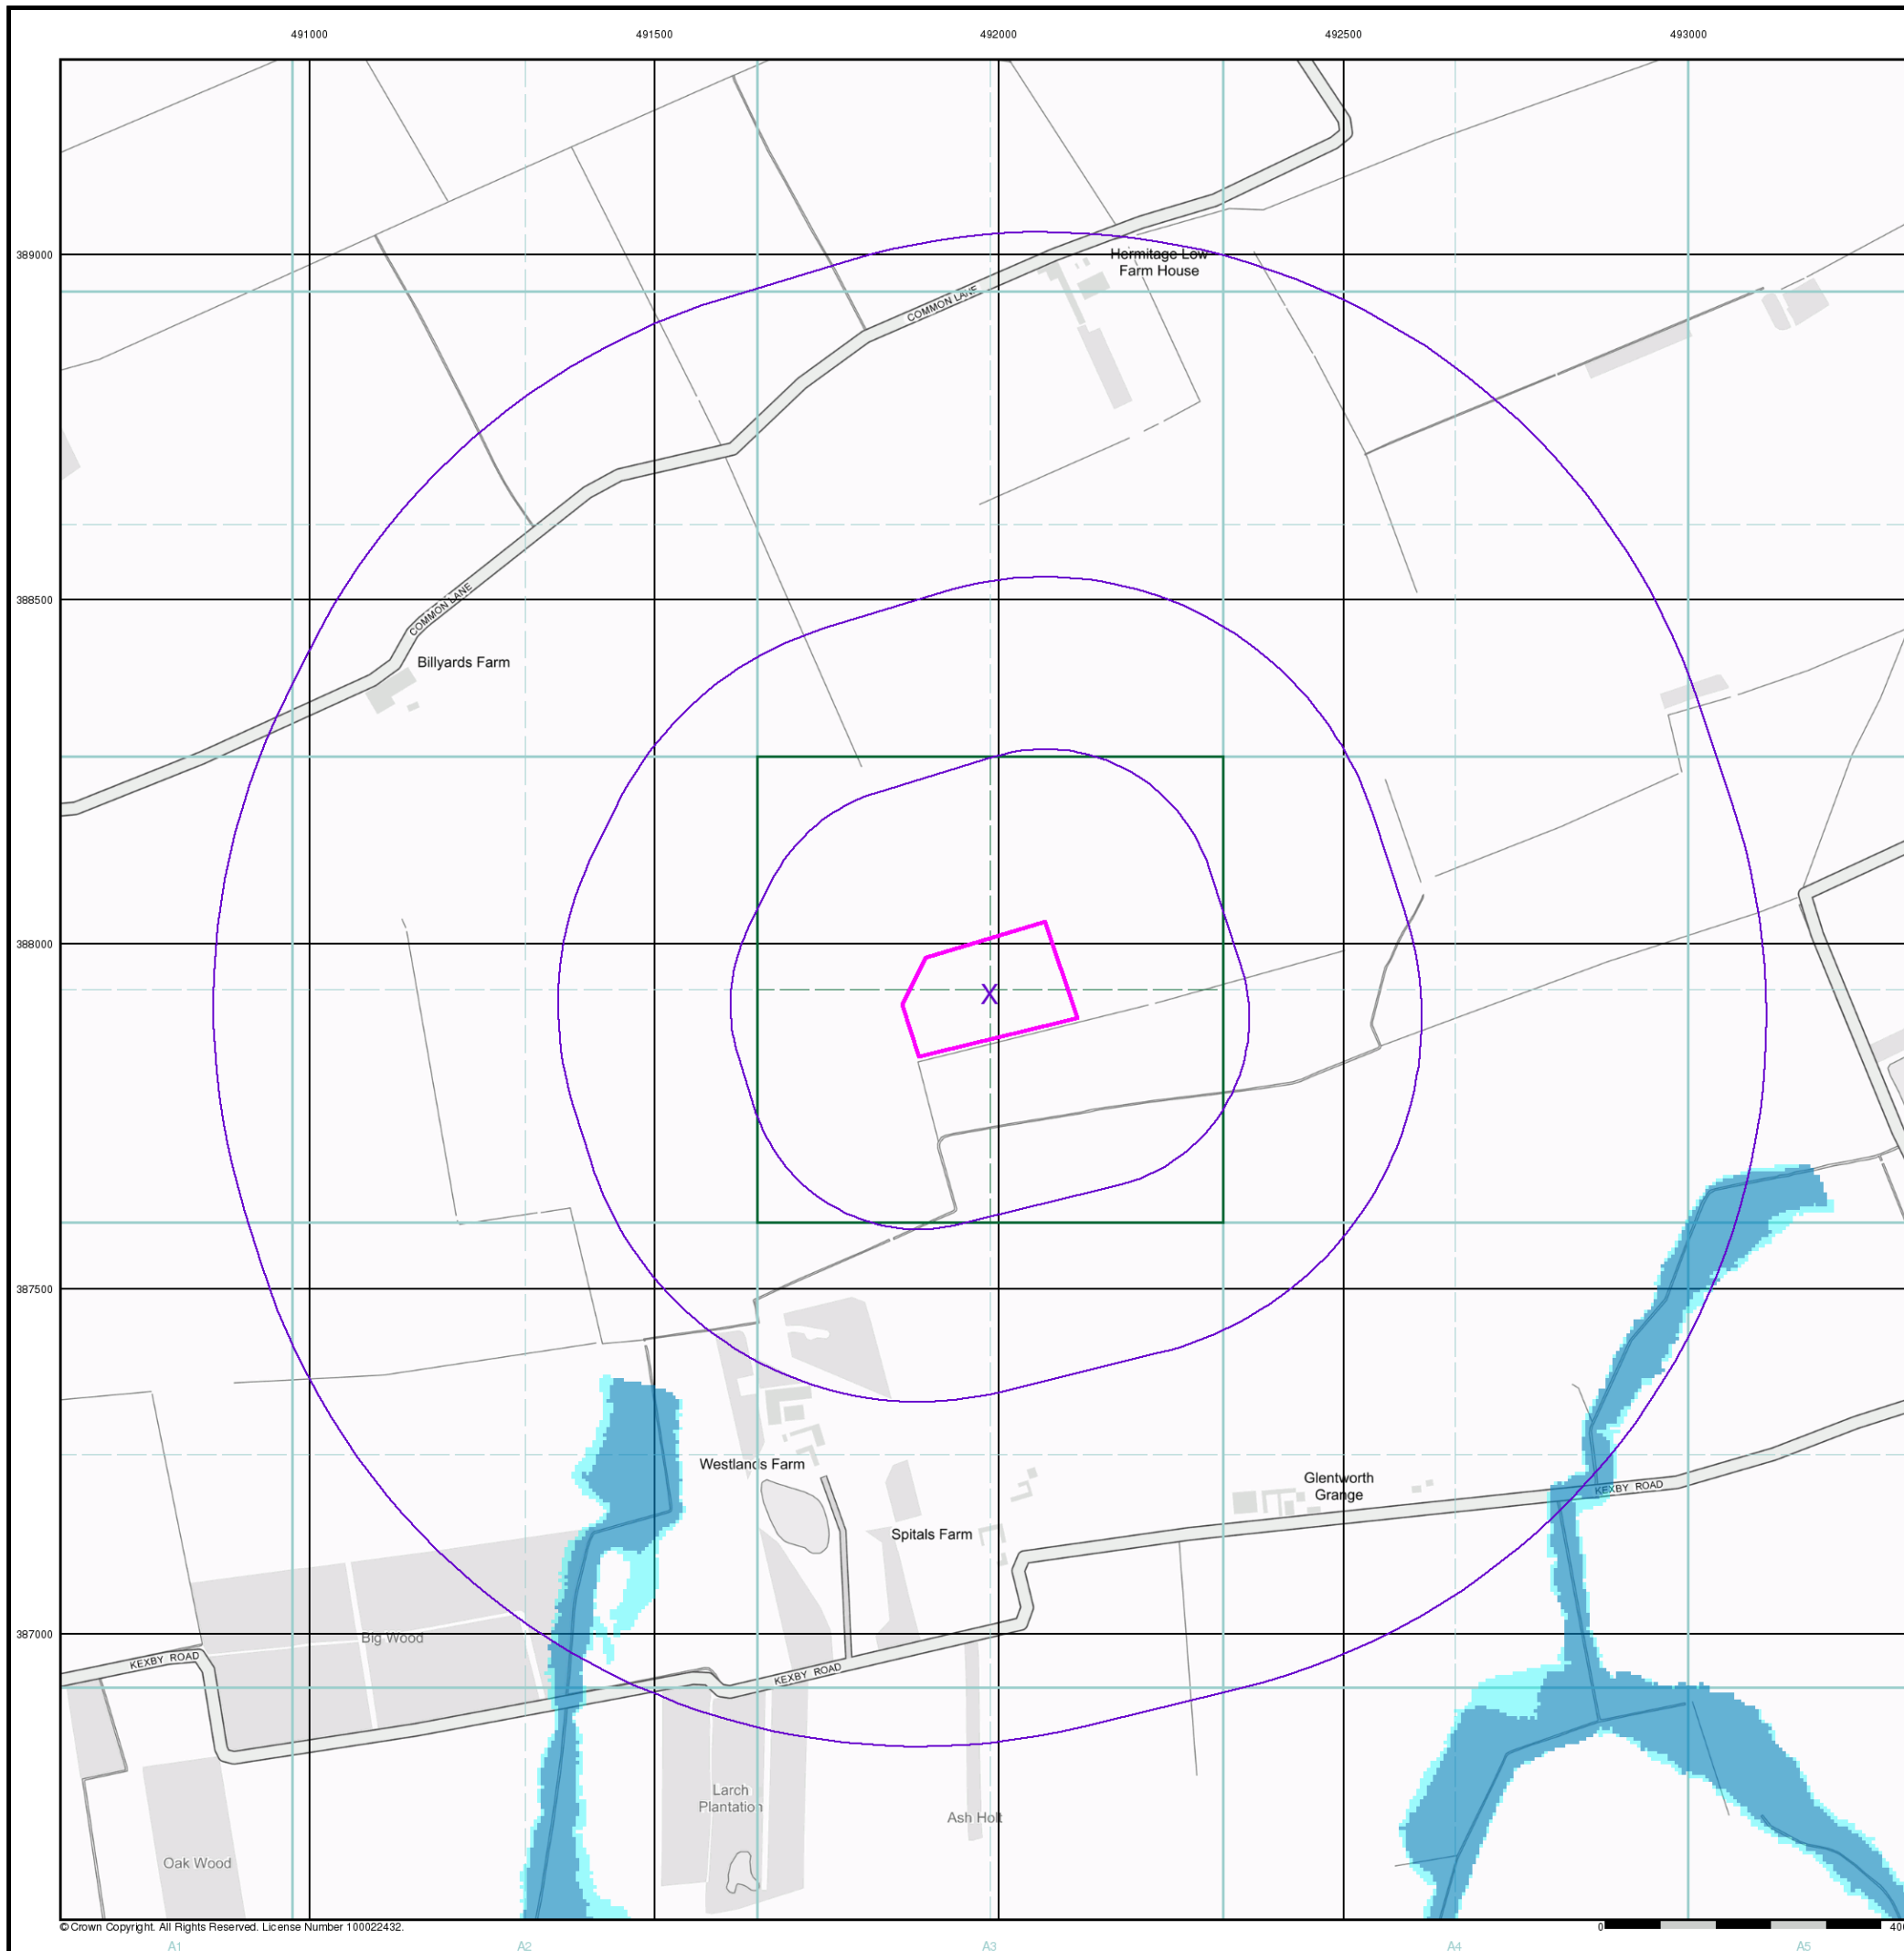 491000
491500
492000
492500
493000
389000
Hermitage Low
Farm House
COMMON LANE
388500
COMMON LANE
Billyards Farm
388000
X
387500
Westlands Farm
Glentworth
Grange
KEXBY ROAD
Spitals Farm
387000
Big Wood
KEXBY ROAD
KEXBY ROAD
Larch
Plantation
Ash Holt
Oak Wood
© Crown Copyright. All Rights Reserved. License Number 100022432.
0
A1
A2
A3
A4
A5